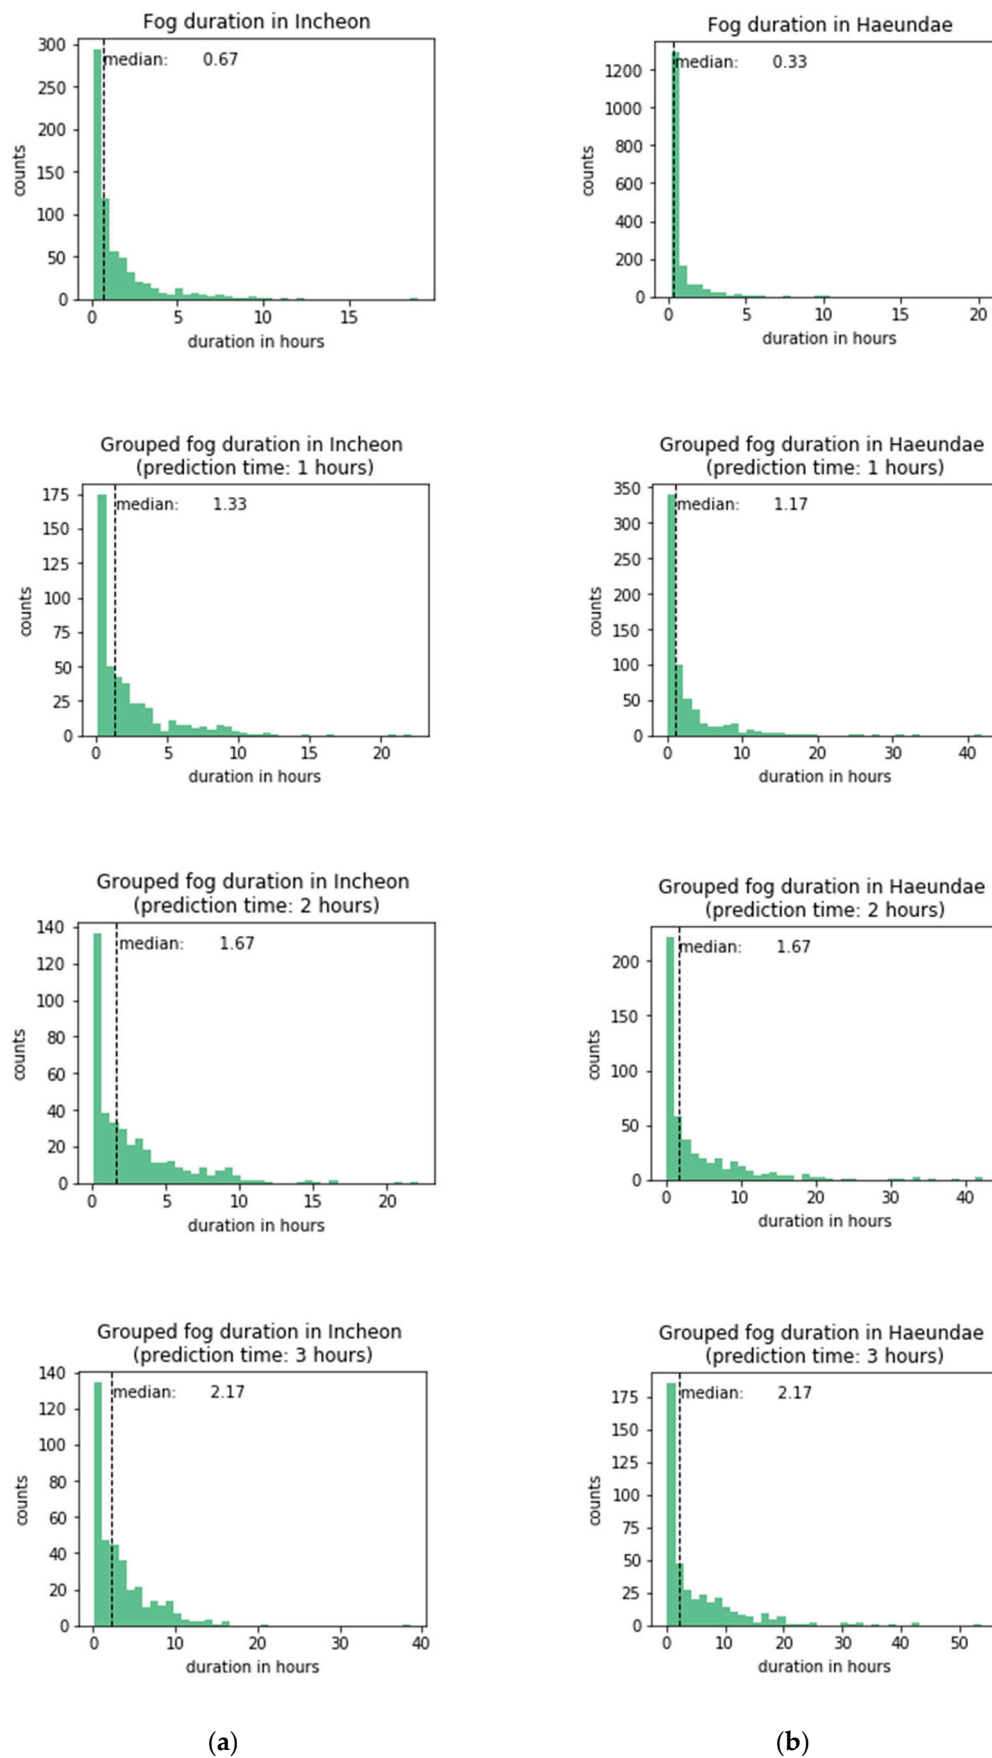 Fog duration in Incheon
300
250
200
150
100
50
0
counts
median: 0.67
0 5 10 15
duration in hours
Fog duration in Haeundae
1200
1000
800
600
400
200
0
counts
median: 0.33
0 5 10 15 20
duration in hours
Grouped fog duration in Incheon
(prediction time: 1 hours)
175
150
125
100
75
50
25
0
counts
median: 1.33
0 5 10 15 20
duration in hours
Grouped fog duration in Haeundae
(prediction time: 1 hours)
350
300
250
200
150
100
50
0
counts
median: 1.17
0 10 20 30 40
duration in hours
Grouped fog duration in Incheon
(prediction time: 2 hours)
140
120
100
80
60
40
20
0
counts
median: 1.67
0 5 10 15 20
duration in hours
Grouped fog duration in Haeundae
(prediction time: 2 hours)
200
150
100
50
0
counts
median: 1.67
0 10 20 30 40
duration in hours
Grouped fog duration in Incheon
(prediction time: 3 hours)
140
120
100
80
60
40
20
0
counts
median: 2.17
0 10 20 30 40
duration in hours
Grouped fog duration in Haeundae
(prediction time: 3 hours)
175
150
125
100
75
50
25
0
counts
median: 2.17
0 10 20 30 40 50
duration in hours
(a)
(b)